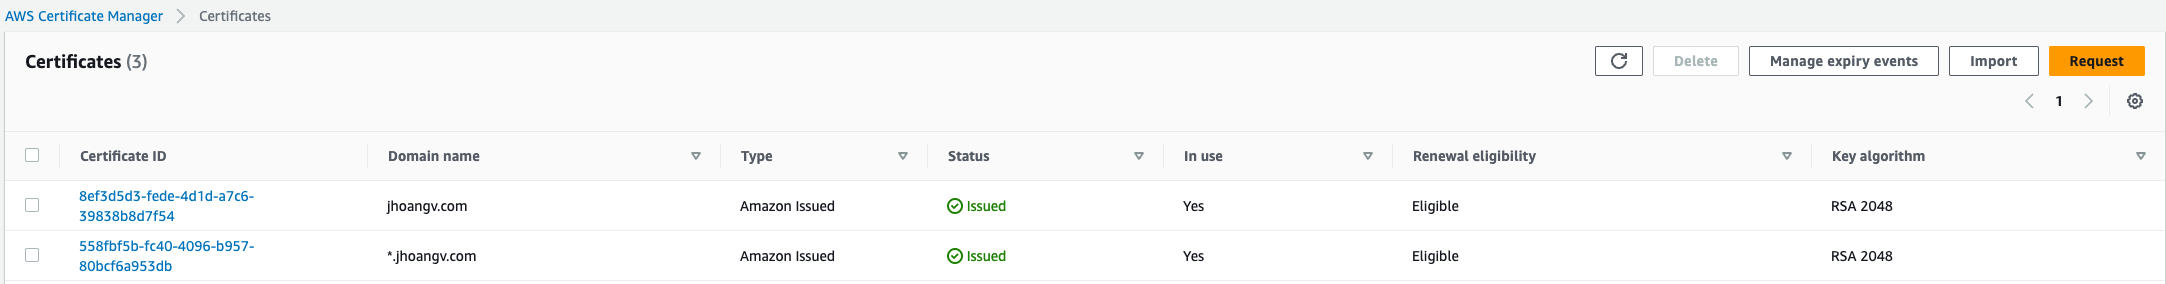 AWS Certificate Manager > Certificates
Certificates (3)
Delete Manage expiry events Import Request
1
Certificate ID Domain name Type Status In use Renewal eligibility Key algorithm
8ef3d5d3-fede-4d1d-a7c6-
39838b8d7f54
jhoangv.com Amazon Issued Issued Yes Eligible RSA 2048
558fbf5b-fc40-4096-b957-
80bcf6a953db
*.jhoangv.com Amazon Issued Issued Yes Eligible RSA 2048